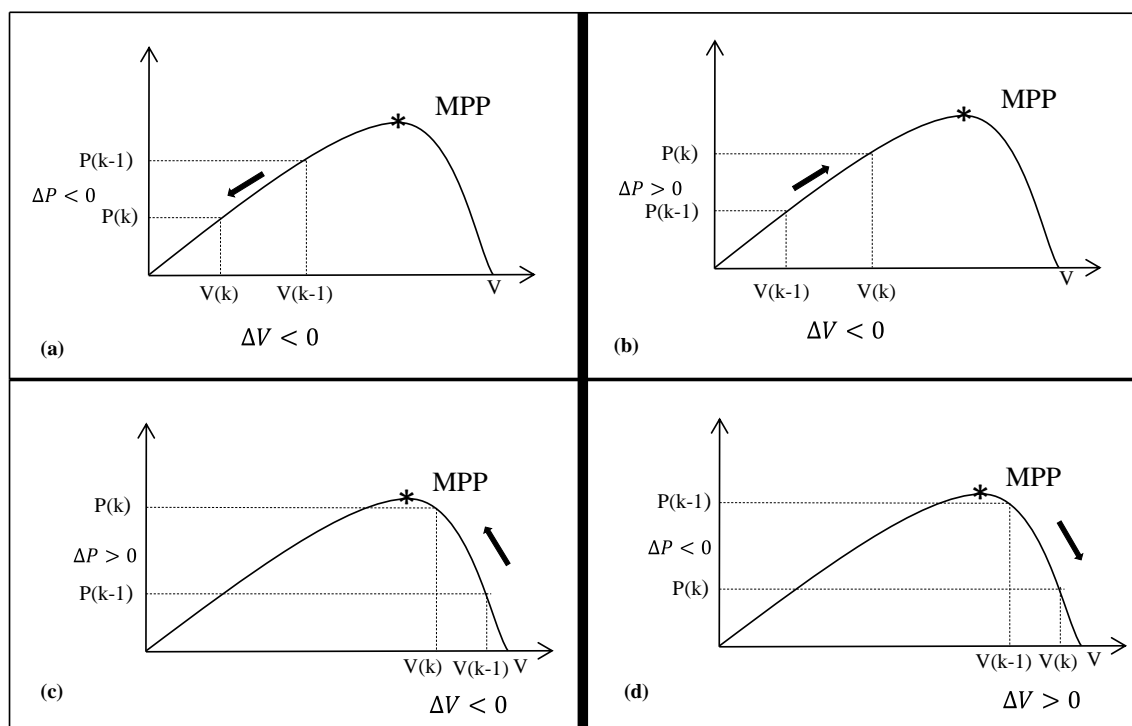 MPP
P(k-1)
ΔP < 0
P(k)
V(k) V(k-1) V
ΔV < 0
(a)
MPP
P(k)
ΔP > 0
P(k-1)
V(k-1) V(k) V
ΔV < 0
(b)
MPP
P(k)
ΔP > 0
P(k-1)
V(k) V(k-1) V
ΔV < 0
(c)
MPP
P(k-1)
ΔP < 0
P(k)
V(k-1) V(k) V
ΔV > 0
(d)